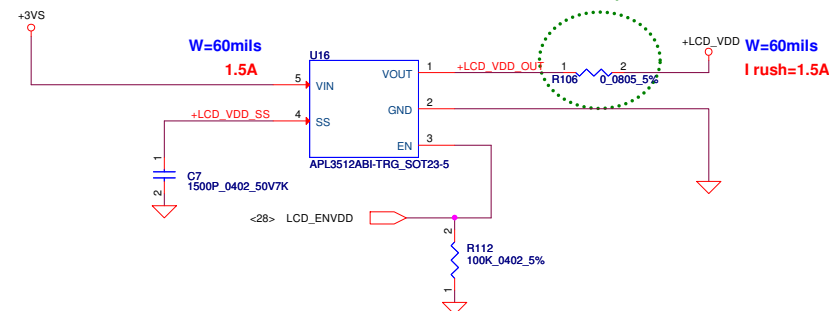 +3VS
W=60mils
1.5A
U16
5
VIN
VOUT
1
+LCD_VDD_OUT
1
2
R106
0_0805_5%
+LCD_VDD
W=60mils
I rush=1.5A
+LCD_VDD_SS
4
SS
GND
2
EN
3
APL3512ABI-TRG_SOT23-5
1
2
C7
1500P_0402_50V7K
<28>
LCD_ENVDD
2
1
R112
100K_0402_5%